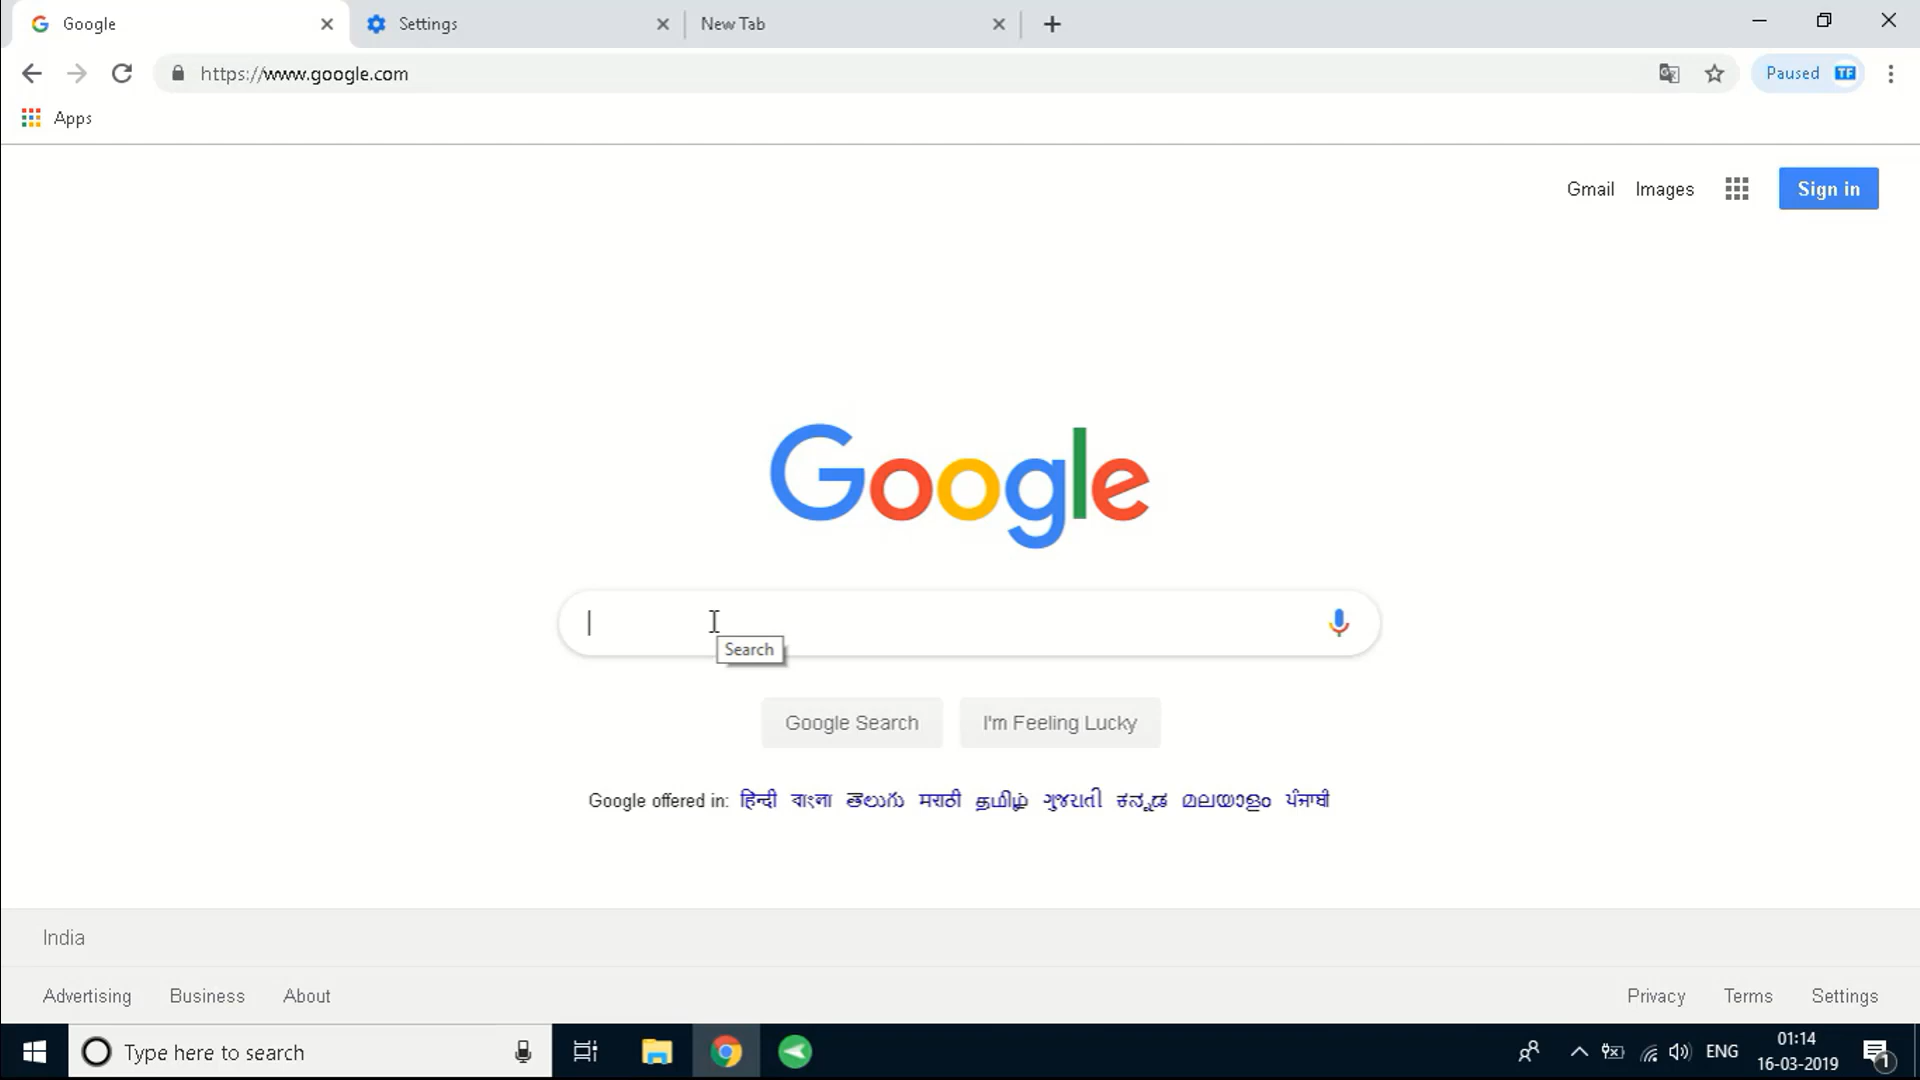 Google Settings New Tab
https://www.google.com Paused TF
Apps
Gmail Images Sign in
Google
Search
Google Search I'm Feeling Lucky
Google offered in: हिन्दी বাংলা తెలుగు मराठी தமிழ் ગુજરાતી ಕನ್ನಡ മലയാളം ਪੰਜਾਬੀ
India
Advertising Business About Privacy Terms Settings
Type here to search ENG 01:14
16-03-2019 1